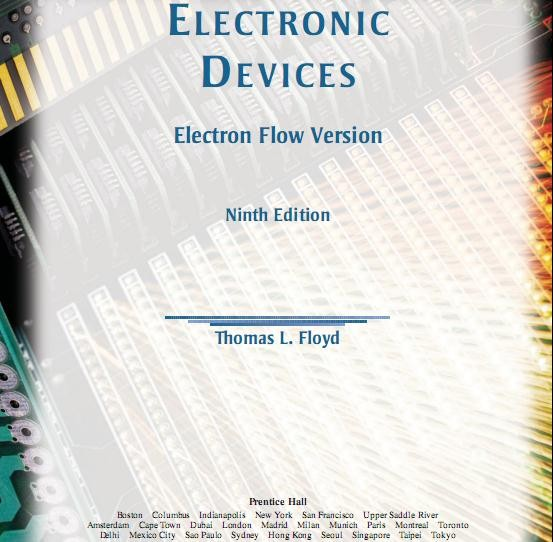 ELECTRONIC
DEVICES
Electron Flow Version
Ninth Edition
Thomas L. Floyd
Prentice Hall
Boston Columbus Indianapolis New York San Francisco Upper Saddle River
Amsterdam Cape Town Dubai London Madrid Milan Munich Paris Montreal Toronto
Delhi Mexico City Sao Paulo Sydney Hong Kong Seoul Singapore Taipei Tokyo